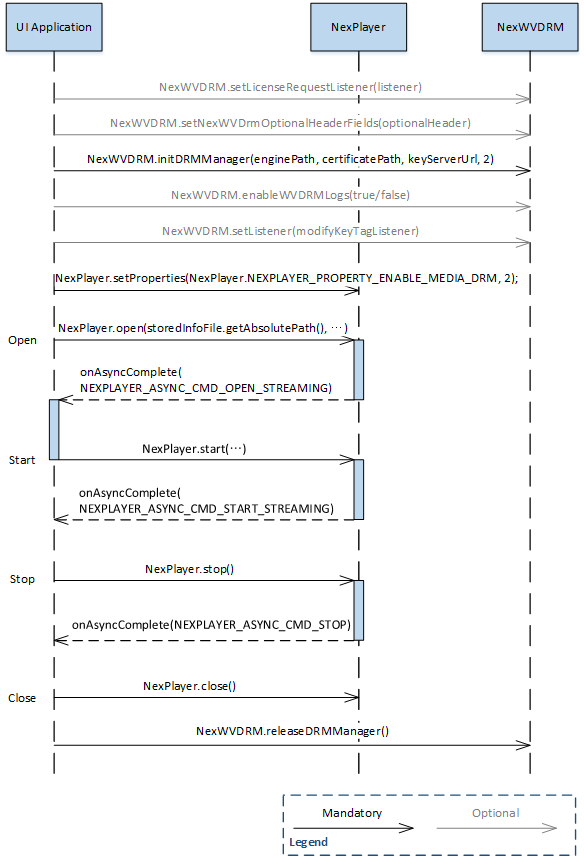 UI Application
NexPlayer
NexWVDRM
NexWVDRM.setLicenseRequestListener(listener)
NexWVDRM.setNexWVDrmOptionalHeaderFields(optionalHeader)
NexWVDRM.initDRMManager(enginePath, certificatePath, keyServerUrl, 2)
NexWVDRM.enableWVDRMLogs(true/false)
NexWVDRM.setListener(modifyKeyTagListener)
NexPlayer.setProperties(NexPlayer.NEXPLAYER_PROPERTY_ENABLE_MEDIA_DRM, 2);
Open
NexPlayer.open(storedInfoFile.getAbsolutePath(), ⋯)
onAsyncComplete(
NEXPLAYER_ASYNC_CMD_OPEN_STREAMING)
Start
NexPlayer.start(⋯)
onAsyncComplete(
NEXPLAYER_ASYNC_CMD_START_STREAMING)
Stop
NexPlayer.stop()
onAsyncComplete(NEXPLAYER_ASYNC_CMD_STOP)
Close
NexPlayer.close()
NexWVDRM.releaseDRMManager()
Mandatory
Optional
Legend